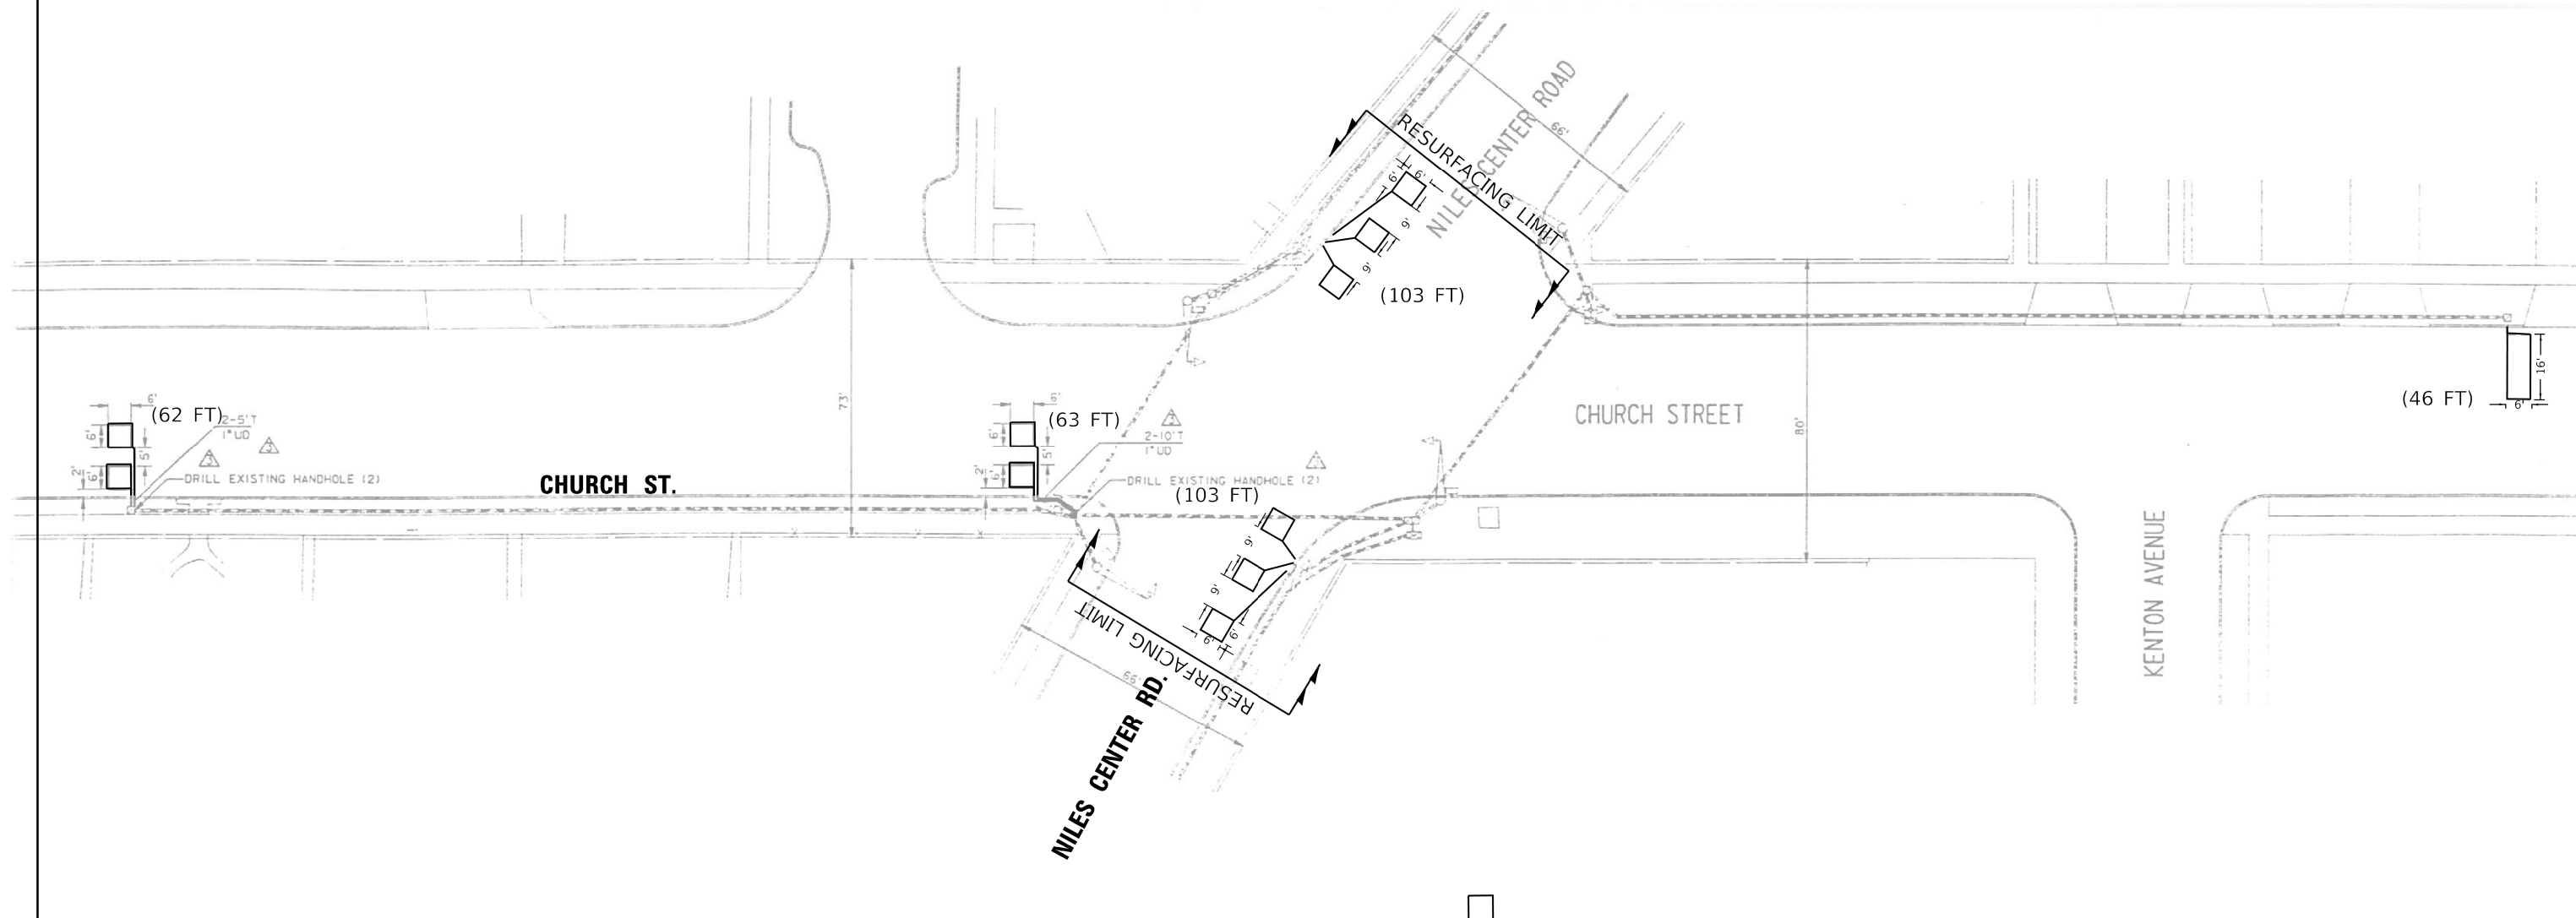 NILES CENTER ROAD
66'
RESURFACING LIMIT
6'
6'
9'
9'
(103 FT)
6'
(62 FT)
2-5'T
1"UD
3
3
6'
5'
6'
2'
DRILL EXISTING HANDHOLE (2)
CHURCH ST.
73'
(63 FT)
2-10'T
1"UD
3
6'
5'
6'
2'
DRILL EXISTING HANDHOLE (2)
(103 FT)
9'
9'
6'
6'
RESURFACING LIMIT
66'
NILES CENTER RD.
CHURCH STREET
80'
KENTON AVENUE
(46 FT)
16'
6'